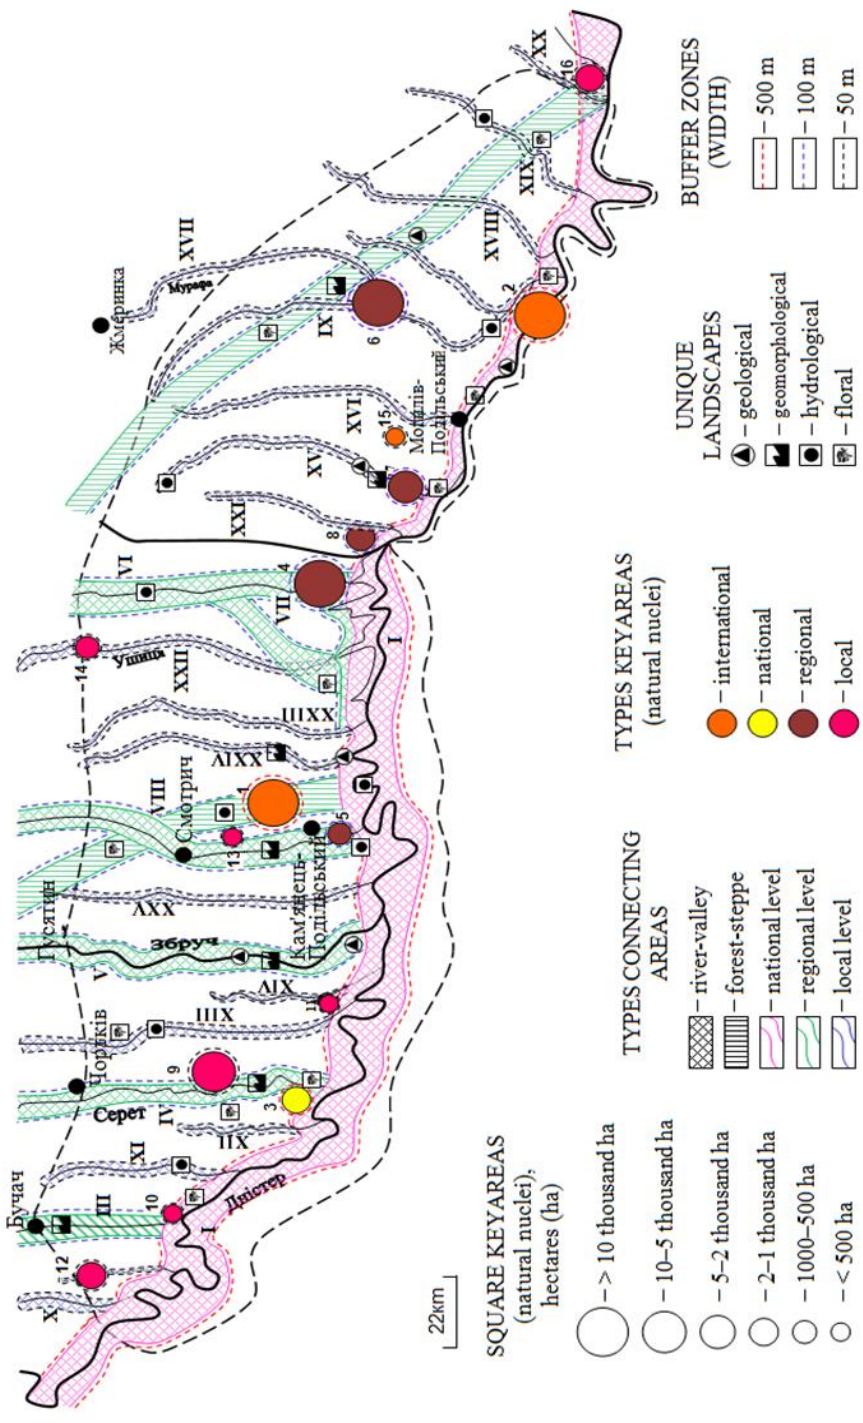 X
12
Бучач
III
10
I
Дністер
XI
XII
IV
Серет
3
9
Чортків
XIII
XIV
11
V
Збруч
Гусятин
XXV
Кам'янець-
Подільський
5
13
Смотрич
VIII
1
XXIV
XXIII
XXII
Ушиця
14
I
VII
4
VI
8
XXI
XV
7
XVI
15
Могилів-
Подільський
6
IX
Жмеринка
Мурафа
XVII
2
XVIII
XIX
16
XX
22km
SQUARE KEYAREAS
(natural nuclei),
hectares (ha)
– > 10 thousand ha
– 10–5 thousand ha
– 5–2 thousand ha
– 2–1 thousand ha
– 1000–500 ha
– < 500 ha
TYPES CONNECTING
AREAS
– river-valley
– forest-steppe
– national level
– regional level
– local level
TYPES KEYAREAS
(natural nuclei)
– international
– national
– regional
– local
UNIQUE
LANDSCAPES
– geological
– geomorphological
– hydrological
– floral
BUFFER ZONES
(WIDTH)
– 500 m
– 100 m
– 50 m